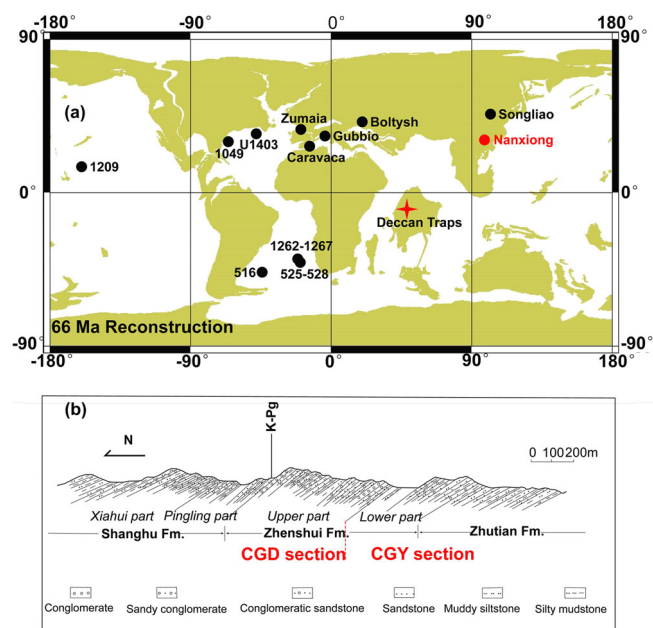 -180° -90° 0° 90° 180°
90° 90°
(a)
Zumaia Boltysh Songliao
U1403 Gubbio Nanxiong
1049 Caravaca
1209
0° 0°
Deccan Traps
1262-1267
516 525-528
66 Ma Reconstruction
-90° -90°
-180° -90° 0° 90° 180°
(b)
K-Pg
N
0 100200m
Xiahui part Pingling part Upper part Lower part
Shanghu Fm. Zhenshui Fm. Zhutian Fm.
CGD section CGY section
Conglomerate Sandy conglomerate Conglomeratic sandstone Sandstone Muddy siltstone Silty mudstone